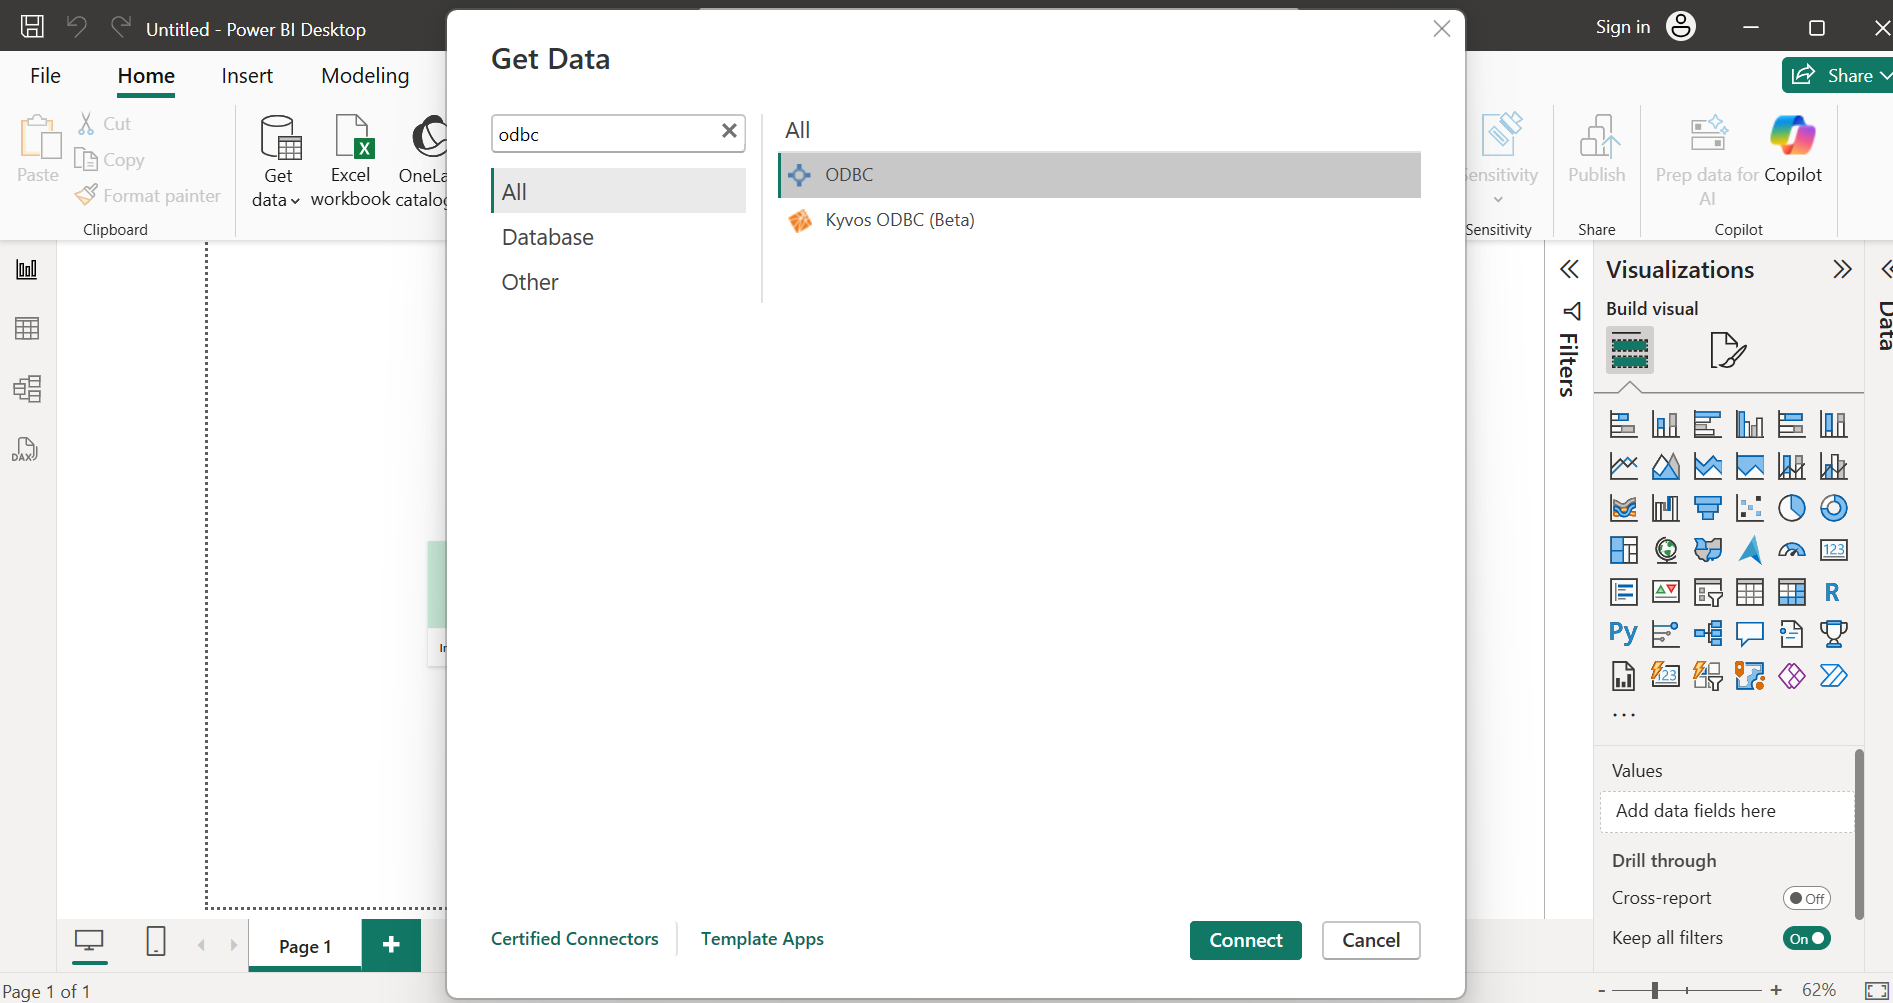 Untitled - Power BI Desktop
Sign in
File
Home
Insert
Modeling
Share
Paste
Cut
Copy
Format painter
Clipboard
Get
data
Excel
workbook
OneLa
catalog
Sensitivity
Sensitivity
Publish
Share
Prep data for
AI
Copilot
Copilot
Get Data
odbc
All
Database
Other
All
ODBC
Kyvos ODBC (Beta)
Certified Connectors
Template Apps
Connect
Cancel
DAX
Filters
Visualizations
Build visual
123
R
Py
123
Values
Add data fields here
Drill through
Cross-report
Off
Keep all filters
On
Data
Page 1
Page 1 of 1
- + 62%